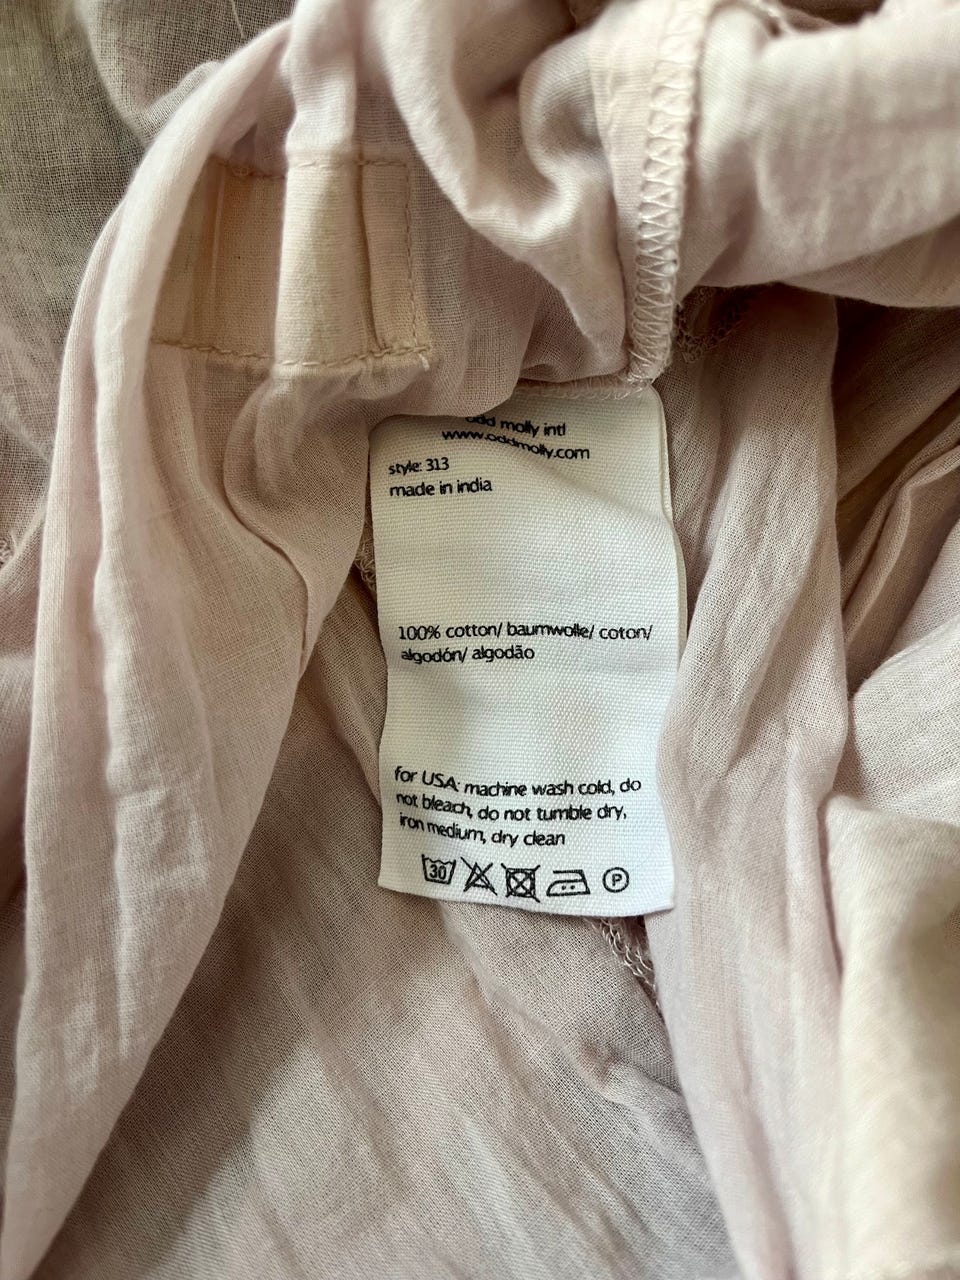 odd molly intl
www.oddmolly.com
style: 313
made in india
100% cotton/ baumwolle/ coton/
algodón/ algodão
for USA: machine wash cold, do
not bleach, do not tumble dry,
iron medium, dry clean
30 P